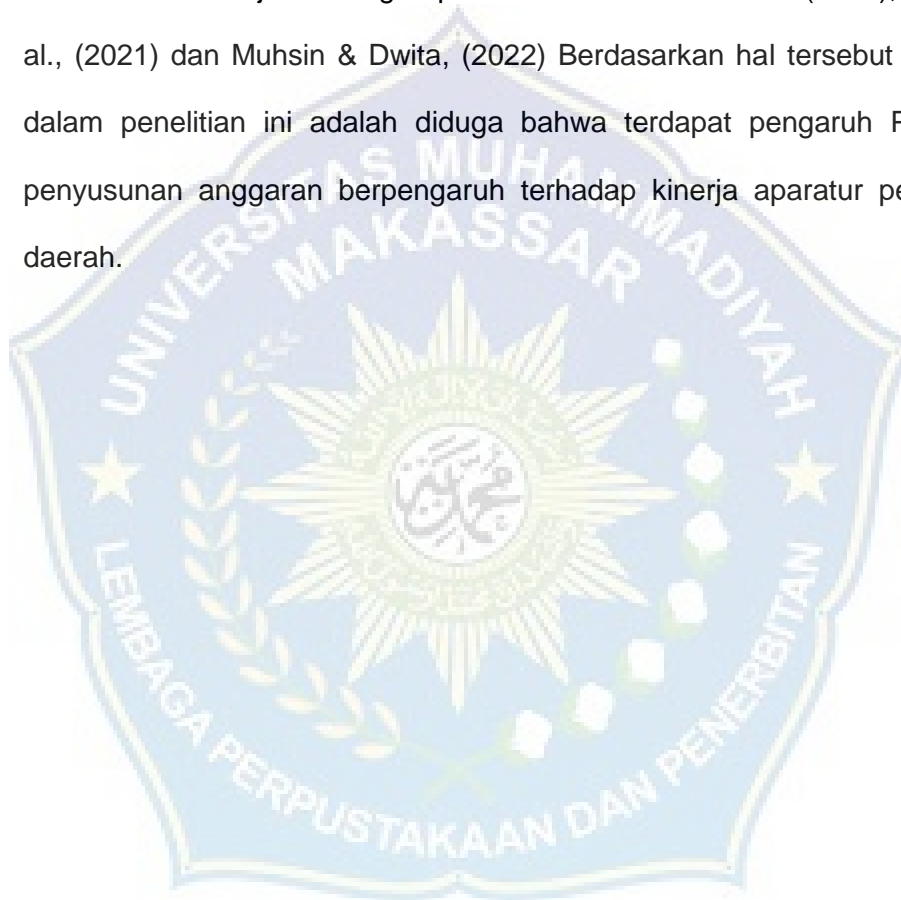 al., (2021) dan Muhsin & Dwita, (2022) Berdasarkan hal tersebut
dalam penelitian ini adalah diduga bahwa terdapat pengaruh
penyusunan anggaran berpengaruh terhadap kinerja aparatur
daerah.
UNIVERSITAS MUHAMMADIYAH
MAKASSAR
LEMBAGA PERPUSTAKAAN DAN PENERBITAN